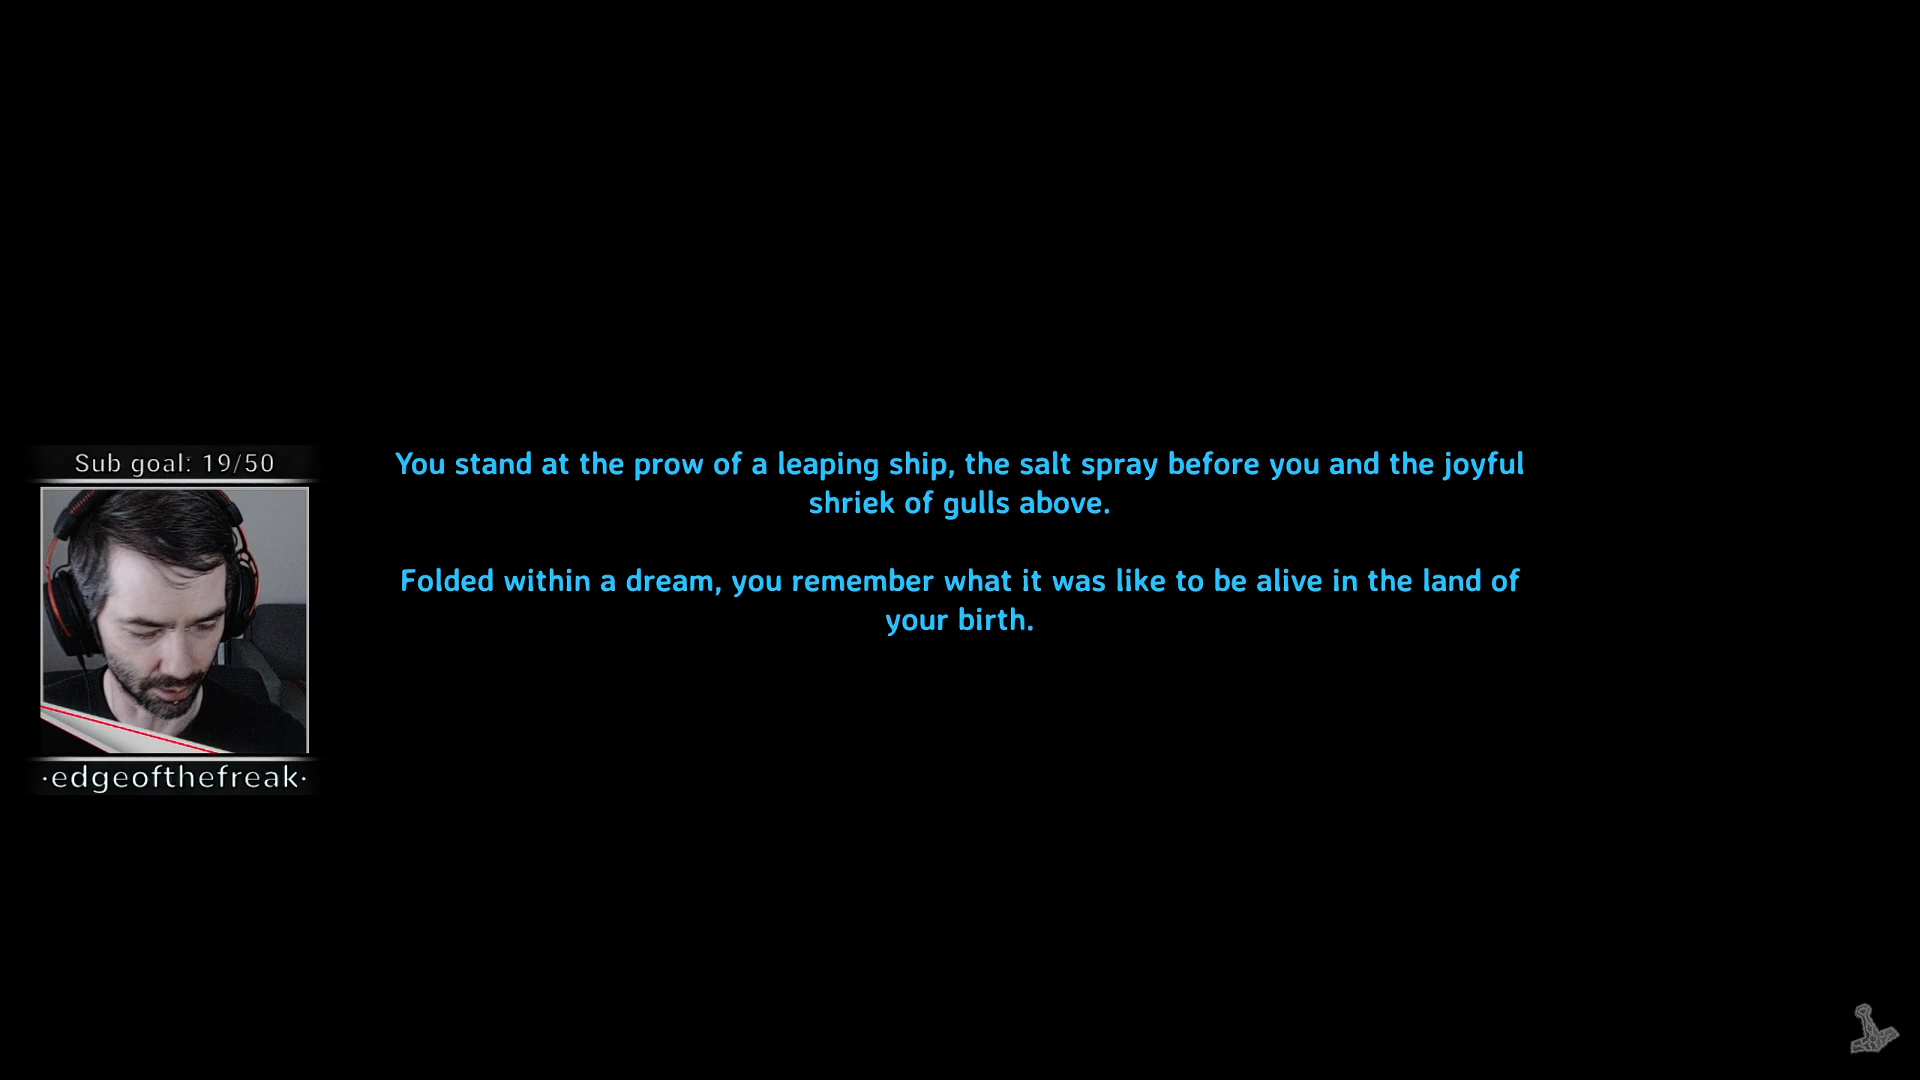 Sub goal: 19/50
You stand at the prow of a leaping ship, the salt spray before you and the joyful
shriek of gulls above.
Folded within a dream, you remember what it was like to be alive in the land of
your birth.
·edgeofthefreak·